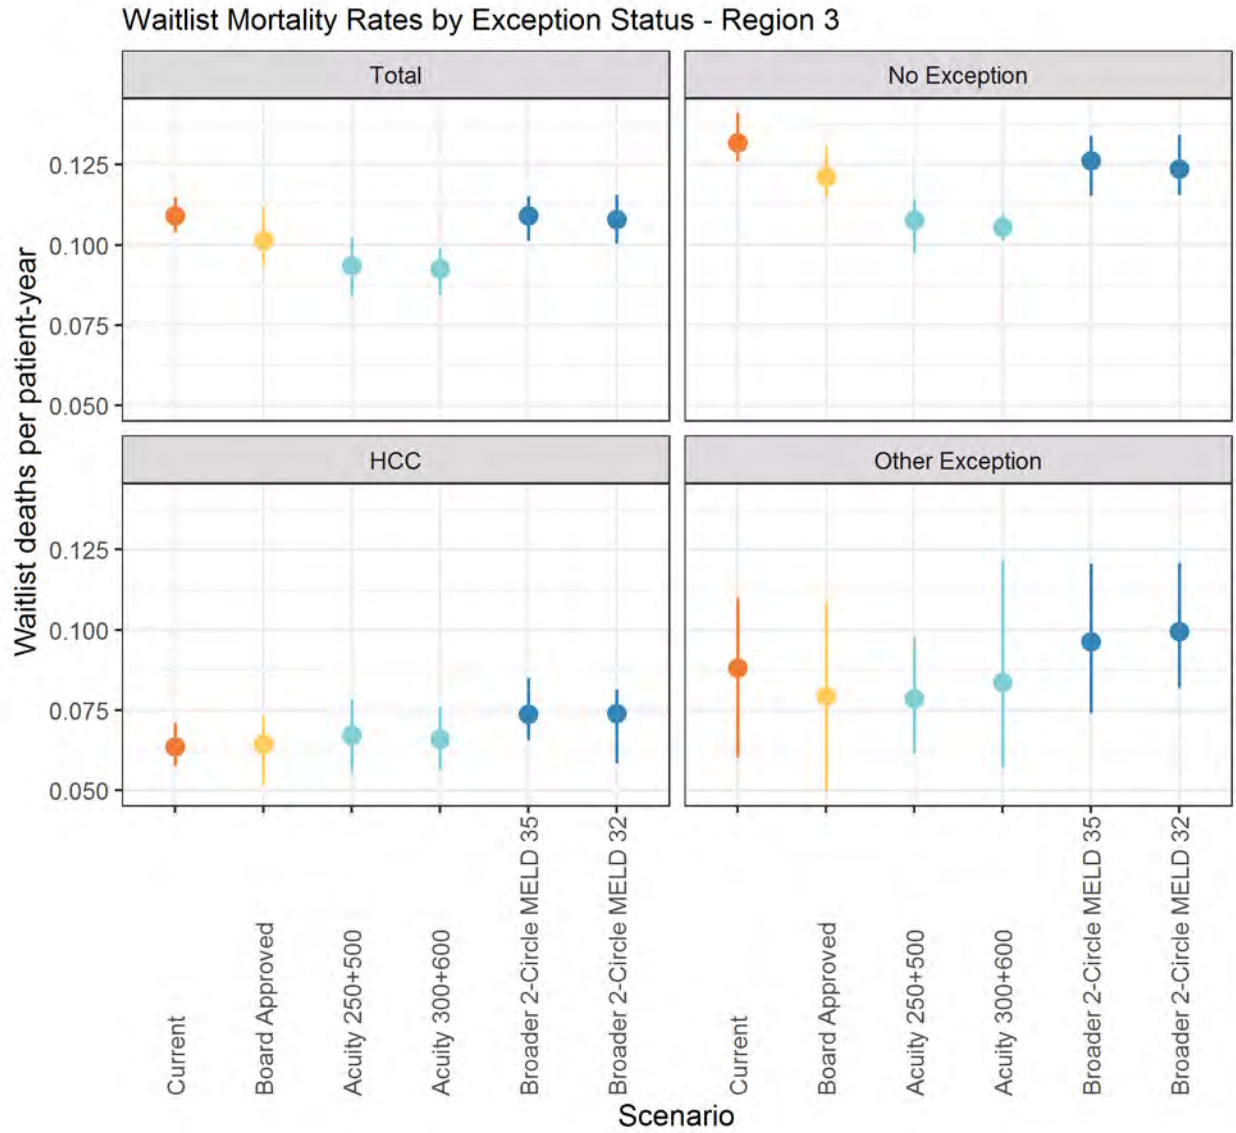 Waitlist Mortality Rates by Exception Status - Region 3
Total
No Exception
0.125
0.100
0.075
0.050
HCC
Other Exception
0.125
0.100
0.075
0.050
Waitlist deaths per patient-year
Current
Board Approved
Acuity 250+500
Acuity 300+600
Broader 2-Circle MELD 35
Broader 2-Circle MELD 32
Current
Board Approved
Acuity 250+500
Acuity 300+600
Broader 2-Circle MELD 35
Broader 2-Circle MELD 32
Scenario